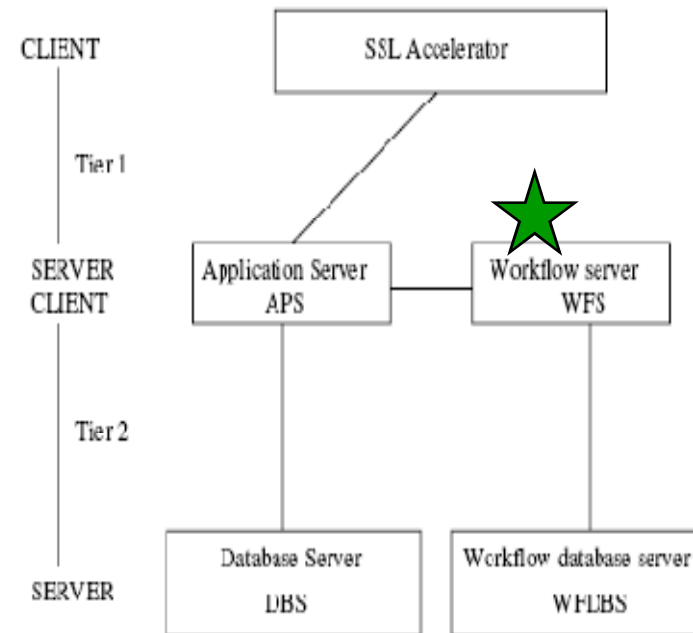 CLIENT
SSL Accelerator
Tier 1
SERVER
CLIENT
Application Server
APS
Workflow server
WFS
Tier 2
SERVER
Database Server
DBS
Workflow database server
WFDBS